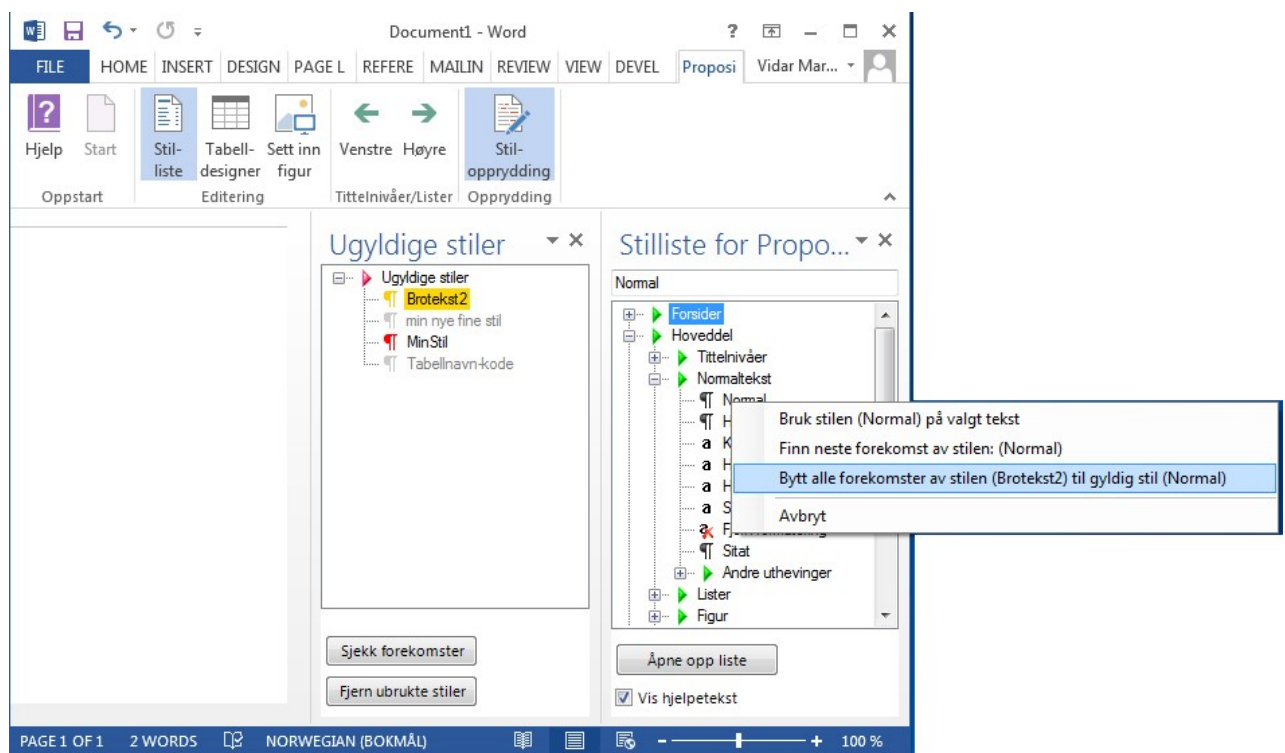 Document1 - Word
FILE HOME INSERT DESIGN PAGE L REFERE MAILIN REVIEW VIEW DEVEL Proposi Vidar Mar...
Hjelp Start Stil- Tabell- Sett inn Venstre Høyre Stil-
liste designer figur opprydding
Oppstart Editering Tittelnivåer/Lister Opprydding
Ugyldige stiler
Ugyldige stiler
Brotekst2
min nye fine stil
MinStil
Tabellnavn-kode
Sjekk forekomster
Fjern ubrukte stiler
Stilliste for Propo...
Normal
Forsider
Hoveddel
Tittelnivåer
Normaltekst
Normal
H
a K
a H
a H
a S
Sitat
Andre uthevinger
Lister
Figur
Åpne opp liste
Vis hjelpetekst
Bruk stilen (Normal) på valgt tekst
Finn neste forekomst av stilen: (Normal)
Bytt alle forekomster av stilen (Brotekst2) til gyldig stil (Normal)
Avbryt
PAGE 1 OF 1 2 WORDS NORWEGIAN (BOKMÅL) 100 %